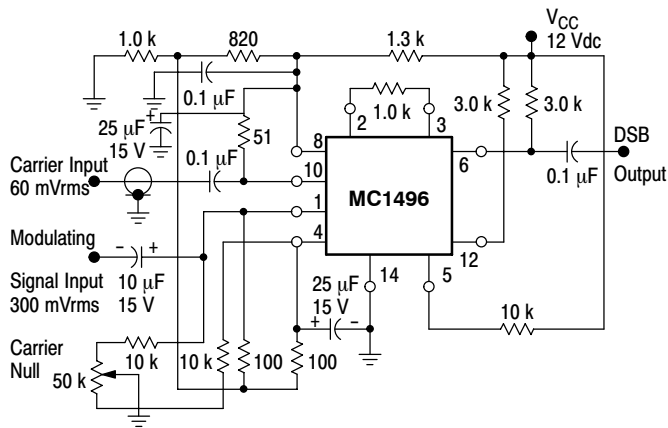 1.0 k
820
1.3 k
VCC
12 Vdc
0.1 μF
25 μF
15 V
+
51
1.0 k
3.0 k
3.0 k
2
3
8
Carrier Input
60 mVrms
0.1 μF
10
6
DSB
Output
0.1 μF
MC1496
1
4
12
14
5
Modulating
Signal Input
300 mVrms
- +
10 μF
15 V
25 μF
15 V
+ -
10 k
Carrier
Null
50 k
10 k
10 k
100
100